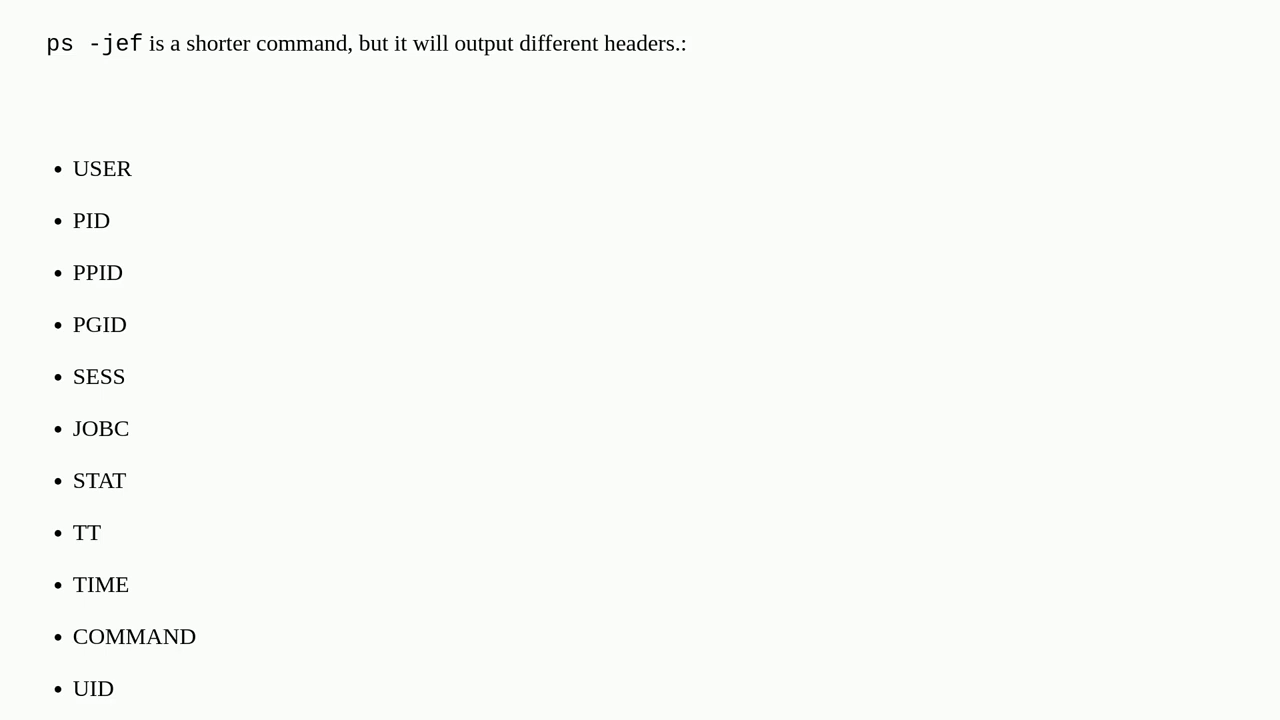 ps -jef is a shorter command, but it will output different headers.:
• USER
• PID
• PPID
• PGID
• SESS
• JOBC
• STAT
• TT
• TIME
• COMMAND
• UID